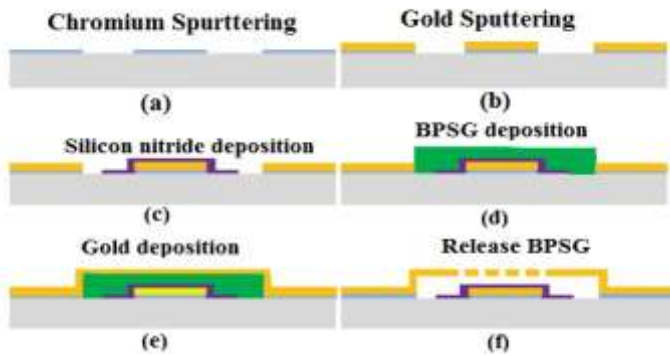 Chromium Spurttering
Gold Sputtering
(a)
(b)
Silicon nitride deposition
BPSG deposition
(c)
(d)
Gold deposition
Release BPSG
(e)
(f)